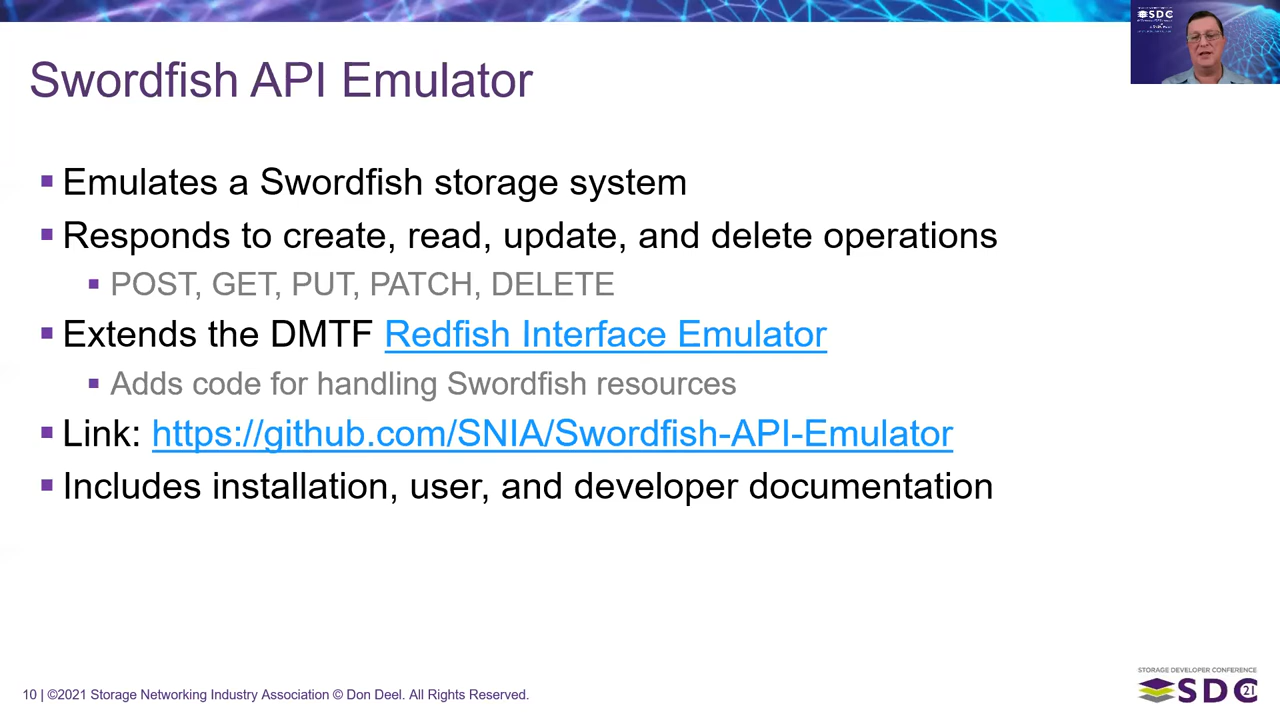 SDC
Swordfish API Emulator
Emulates a Swordfish storage system
Responds to create, read, update, and delete operations
POST, GET, PUT, PATCH, DELETE
Extends the DMTF Redfish Interface Emulator
Adds code for handling Swordfish resources
Link: https://github.com/SNIA/Swordfish-API-Emulator
Includes installation, user, and developer documentation
10 | ©2021 Storage Networking Industry Association © Don Deel. All Rights Reserved.
STORAGE DEVELOPER CONFERENCE
SDC 21